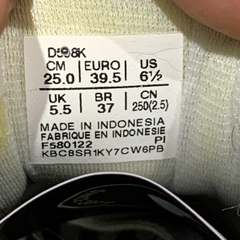 D598K
CM EURO US
25.0 39.5 6½
UK BR CN
5.5 37 250(2.5)
MADE IN INDONESIA
FABRIQUE EN INDONESIE
F580122 PI
KBC8SR1KY7CW6PB